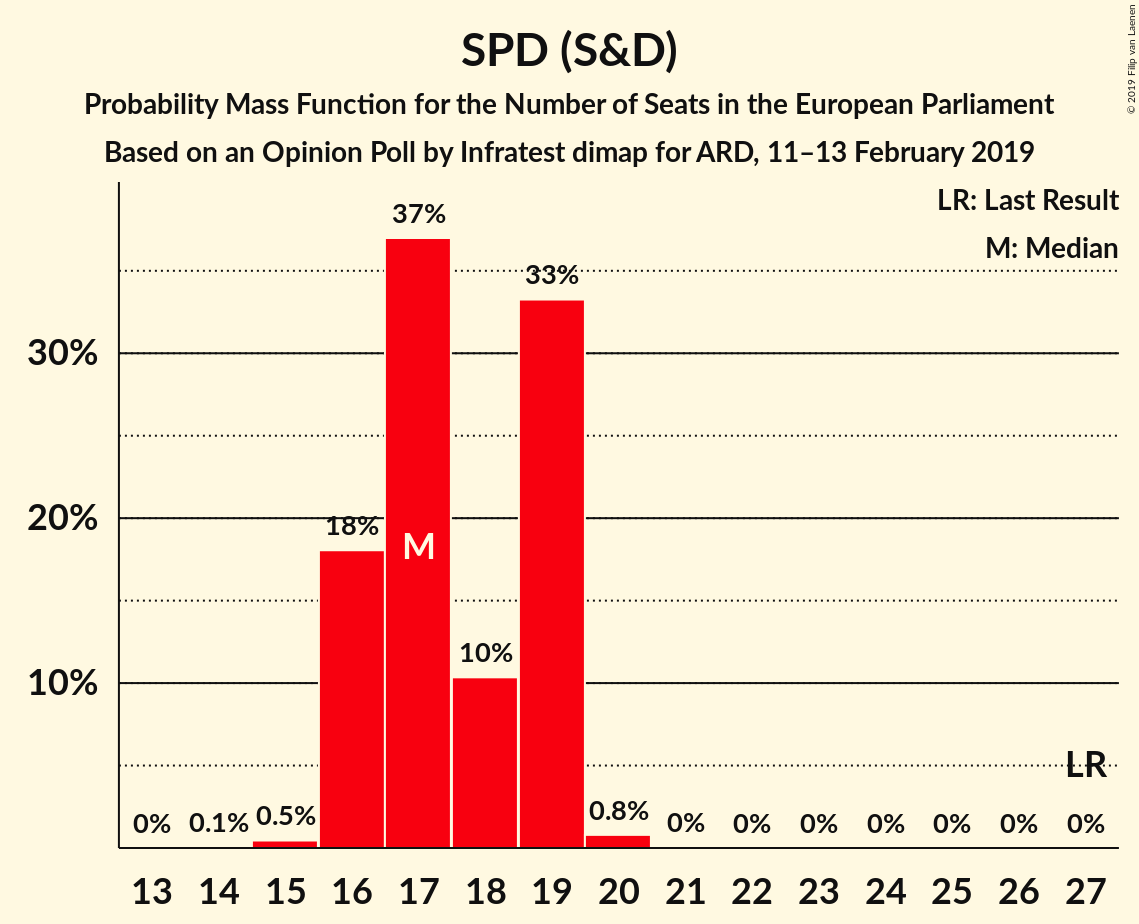 SPD (S&D)
Probability Mass Function for the Number of Seats in the European Parliament
Based on an Opinion Poll by Infratest dimap for ARD, 11–13 February 2019
© 2019 Filip van Laenen
LR: Last Result
M: Median
37%
33%
30%
20%
18%
M
10%
10%
LR
0% 0.1% 0.5% 0.8% 0% 0% 0% 0% 0% 0% 0%
13 14 15 16 17 18 19 20 21 22 23 24 25 26 27